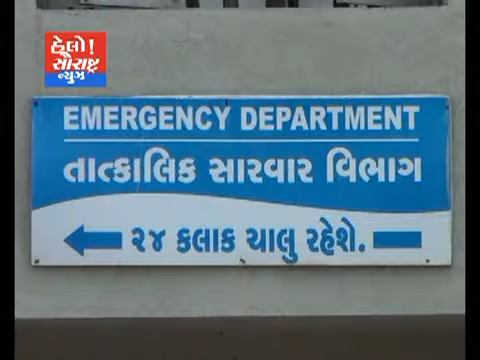 હેલો!
સૌરાષ્ટ્ર
ન્યુઝ
EMERGENCY DEPARTMENT
તાત્કાલિક સારવાર વિભાગ
૨૪ કલાક ચાલુ રહેશે.